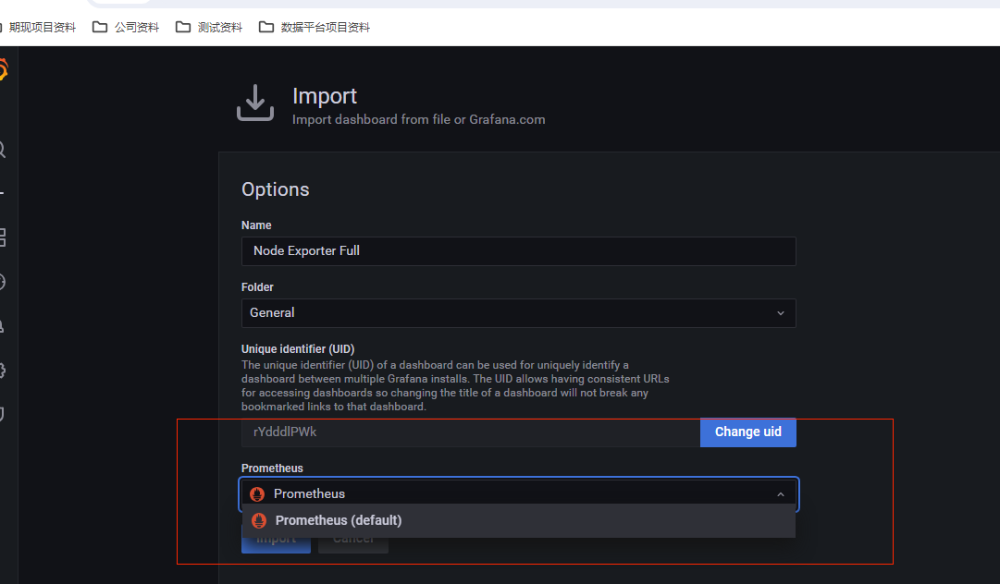 期现项目资料 公司资料 测试资料 数据平台项目资料
Import
Import dashboard from file or Grafana.com
Options
Name
Node Exporter Full
Folder
General
Unique identifier (UID)
The unique identifier (UID) of a dashboard can be used for uniquely identify a
dashboard between multiple Grafana installs. The UID allows having consistent URLs
for accessing dashboards so changing the title of a dashboard will not break any
bookmarked links to that dashboard.
rYdddlPWk Change uid
Prometheus
Prometheus
Prometheus (default)
Import Cancel